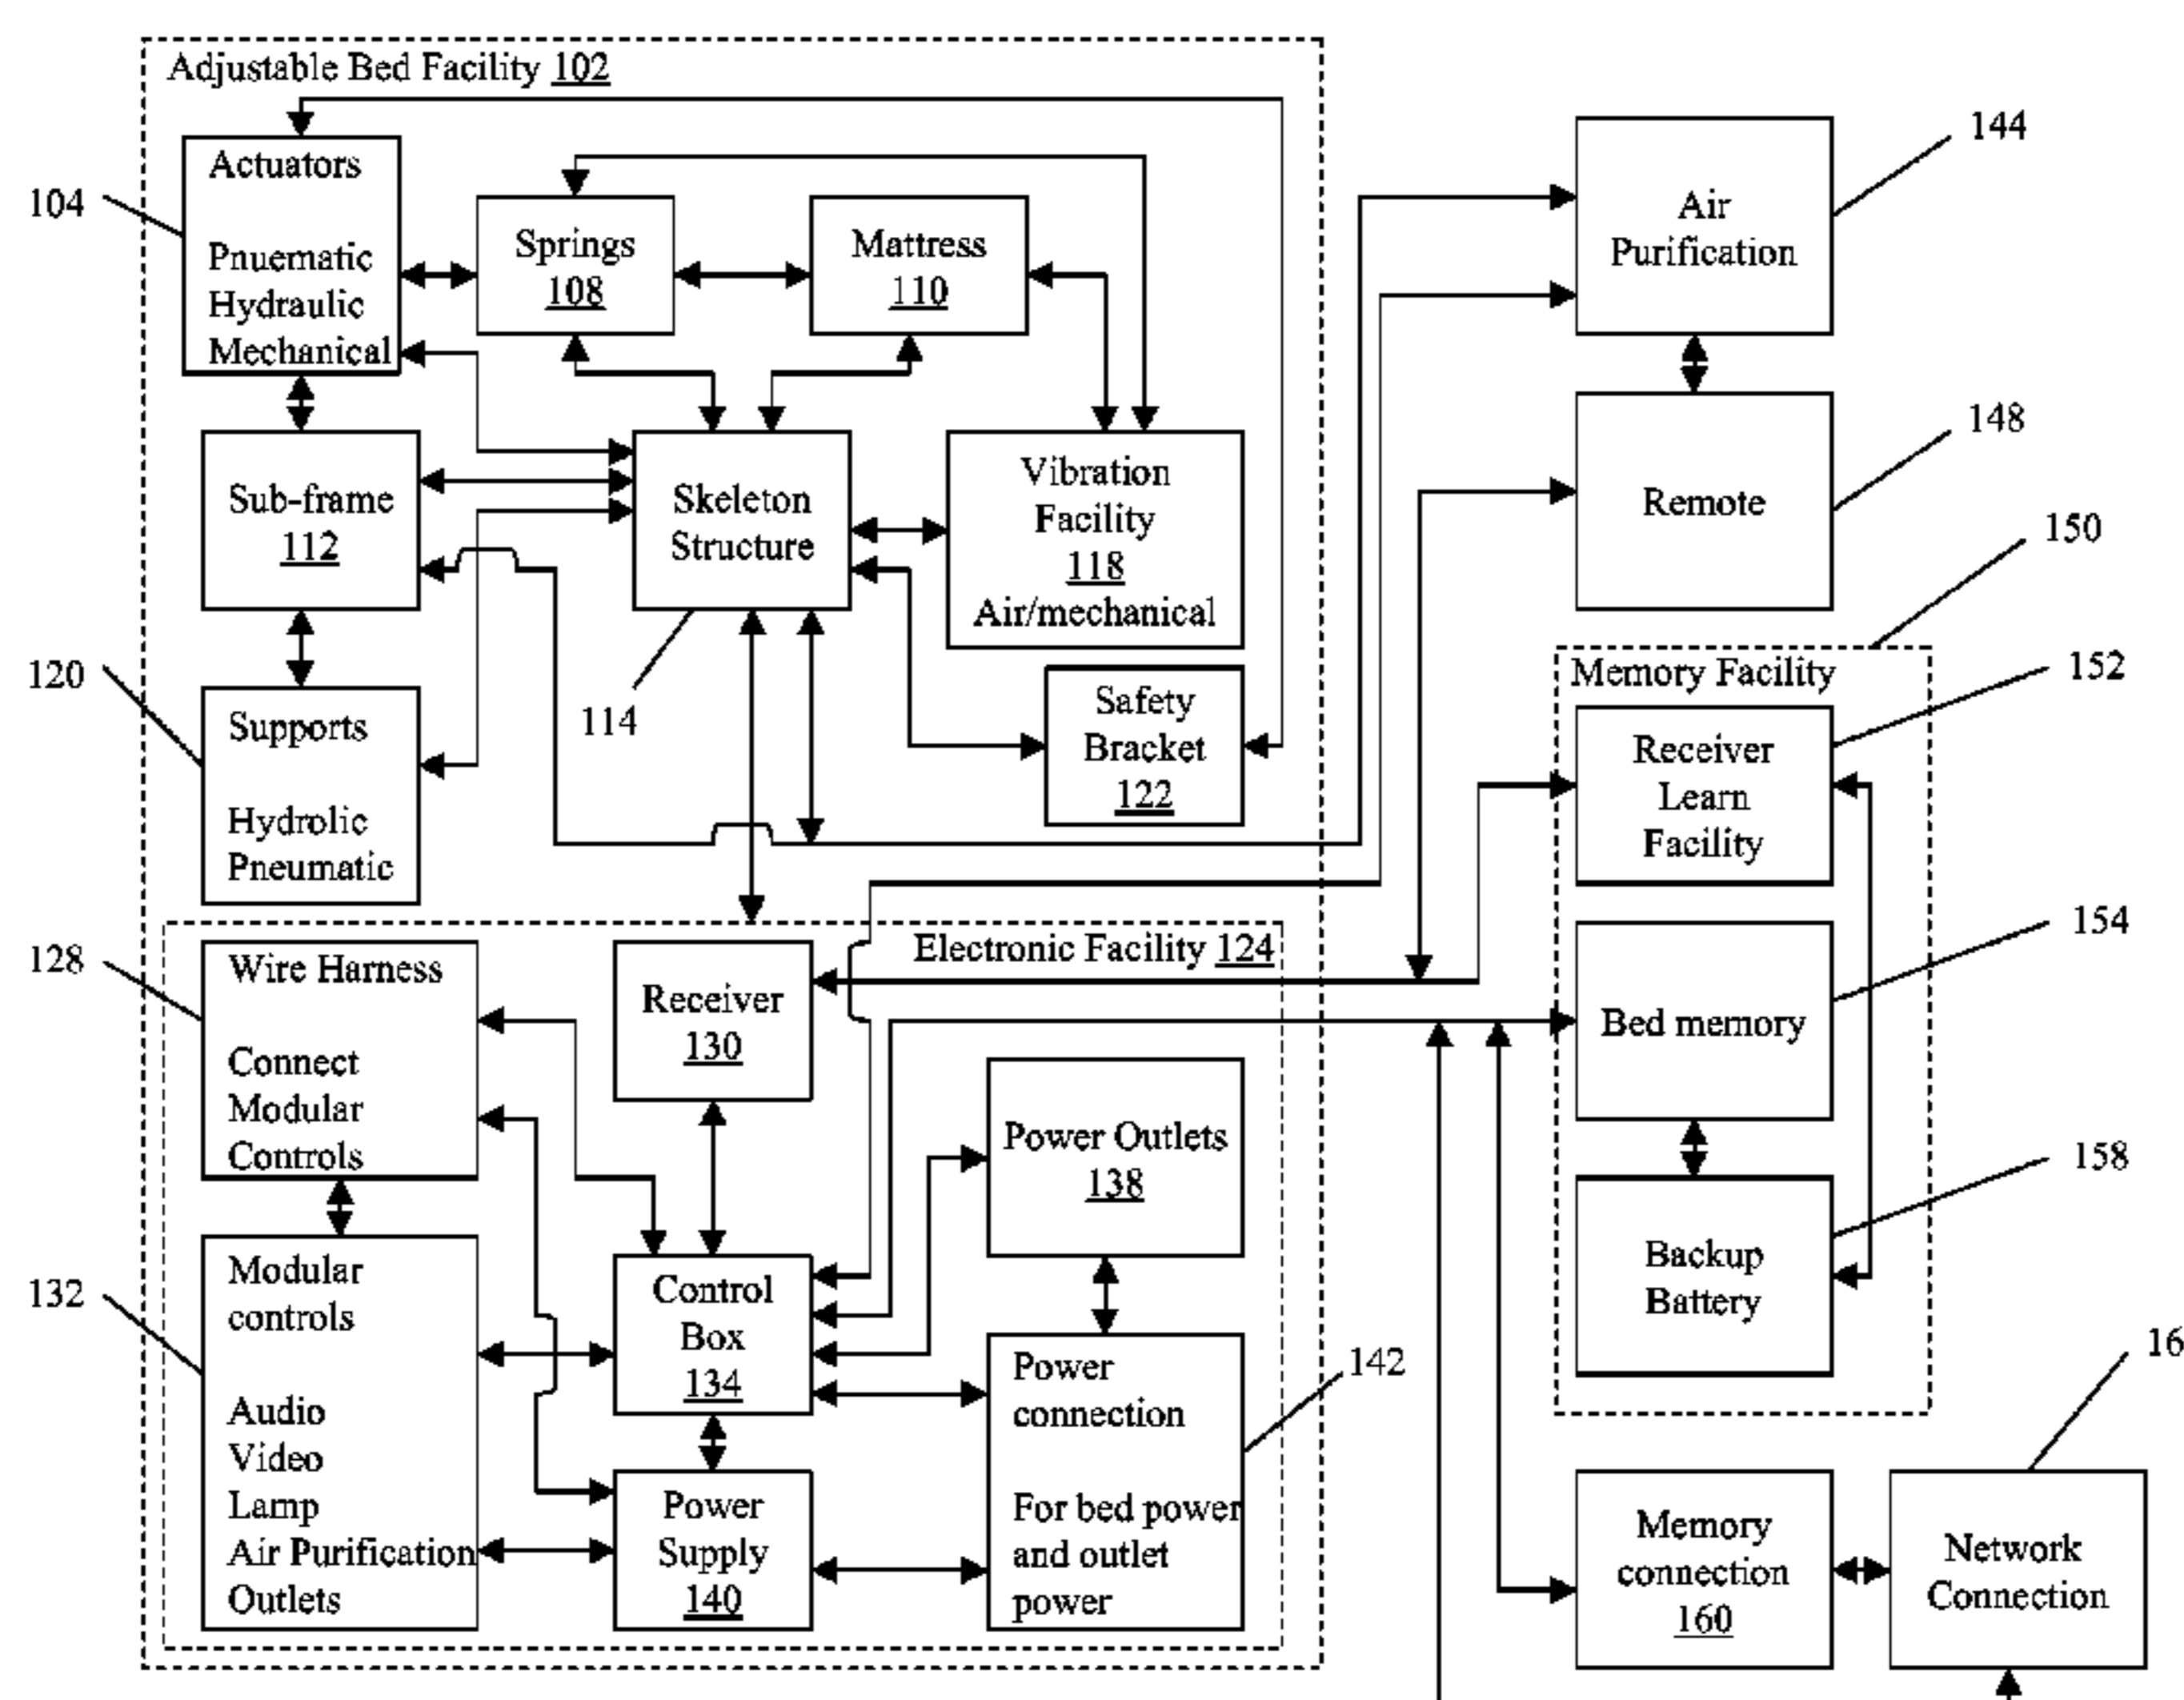 Adjustable Bed Facility 102
Actuators
Pnuematic
Hydraulic
Mechanical
104
Springs
108
Mattress
110
Air
Purification
144
Remote
148
Sub-frame
112
Skeleton
Structure
114
Vibration
Facility
118
Air/mechanical
Safety
Bracket
122
120
Supports
Hydrolic
Pneumatic
150
Memory Facility
Receiver
Learn
Facility
152
Bed memory
154
Backup
Battery
158
Electronic Facility 124
128
Wire Harness
Connect
Modular
Controls
Receiver
130
Power Outlets
138
132
Modular
controls
Audio
Video
Lamp
Air Purification
Outlets
Control
Box
134
Power
Supply
140
Power
connection
For bed power
and outlet
power
142
Memory
connection
160
16
Network
Connection